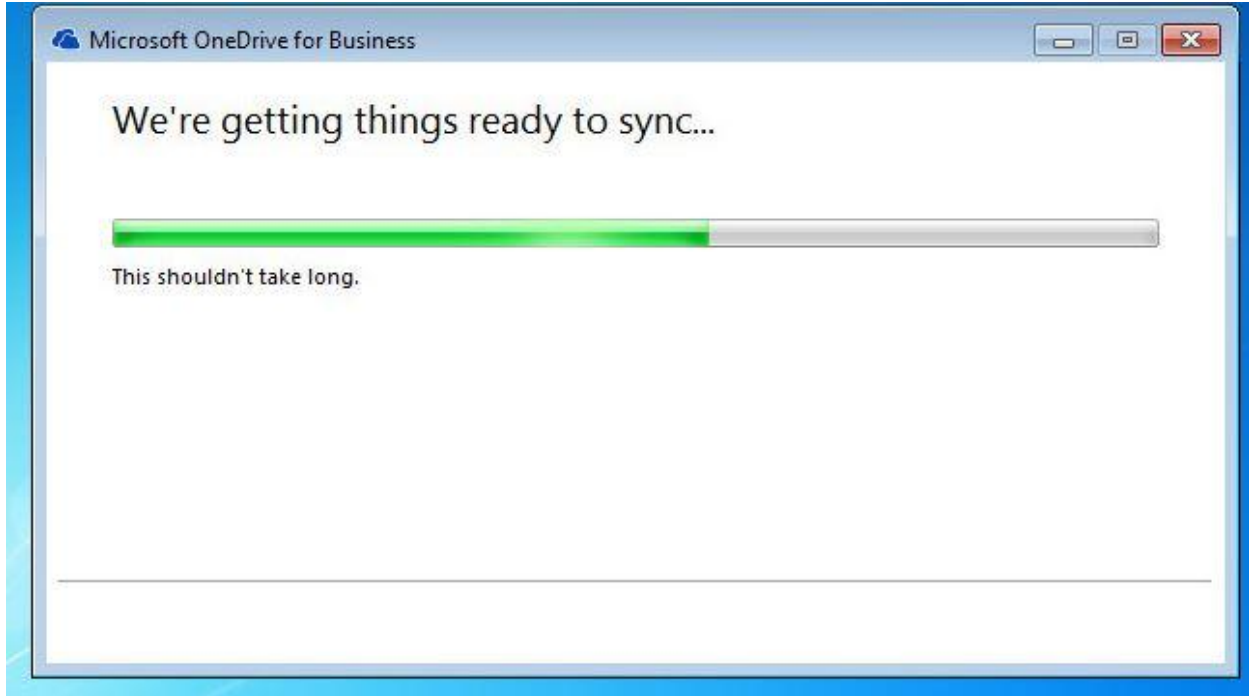 Microsoft OneDrive for Business
We're getting things ready to sync...
This shouldn't take long.